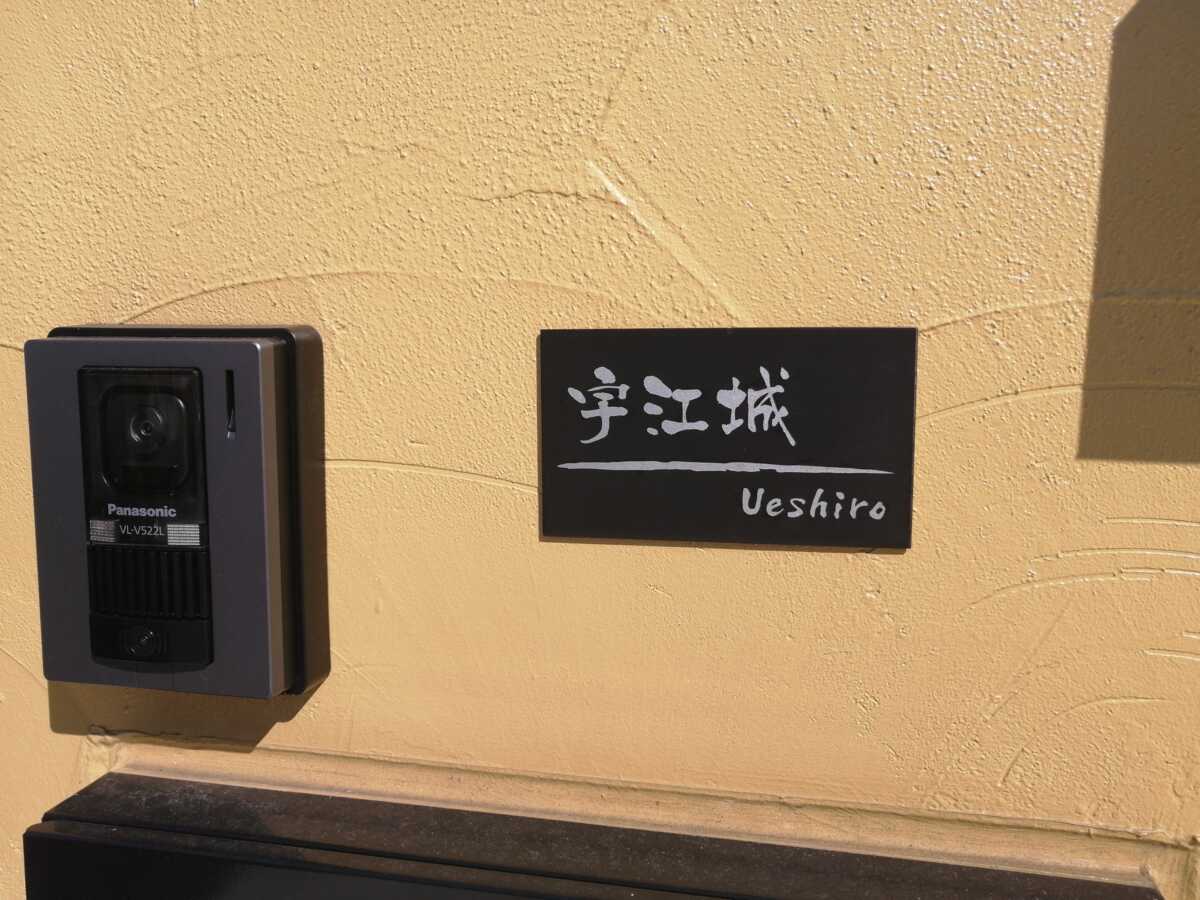 Panasonic
VL-V522L
宇江城
Ueshiro